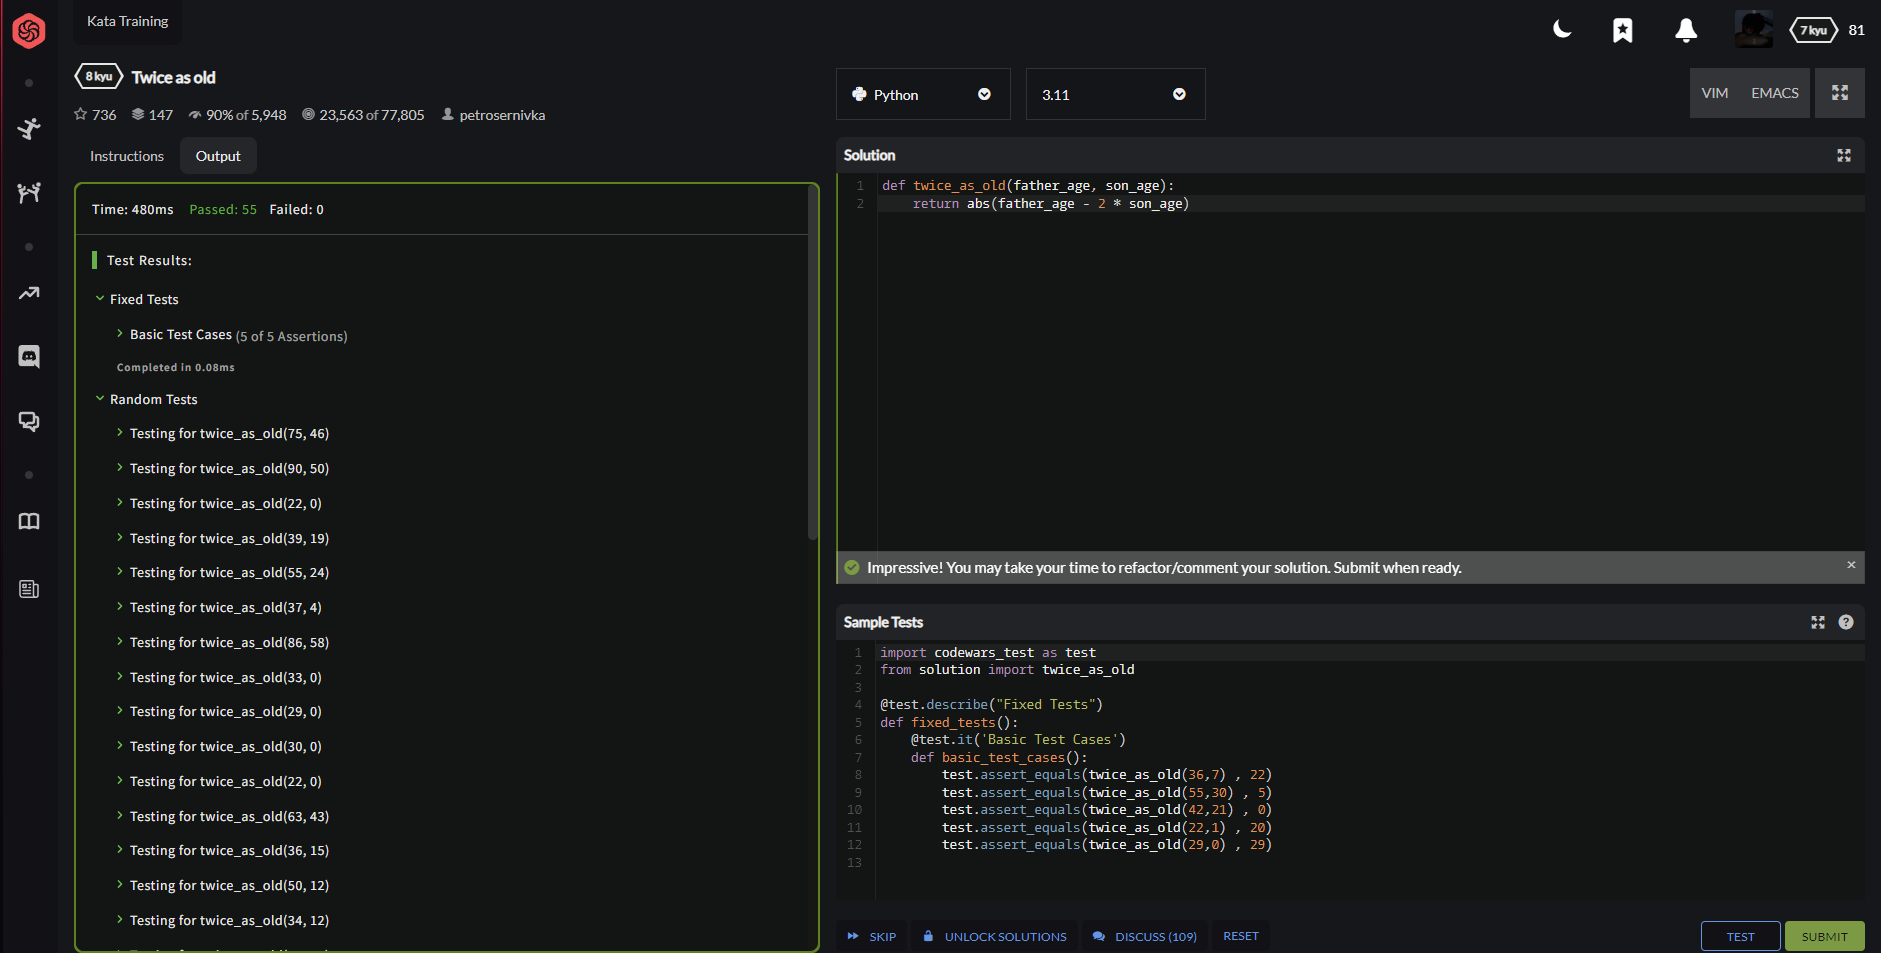 Kata Training
7 kyu 81
8 kyu Twice as old
736 147 90% of 5,948 23,563 of 77,805 petrosernivka
Instructions Output
Time: 480ms Passed: 55 Failed: 0
Test Results:
Fixed Tests
Basic Test Cases (5 of 5 Assertions)
Completed in 0.08ms
Random Tests
Testing for twice_as_old(75, 46)
Testing for twice_as_old(90, 50)
Testing for twice_as_old(22, 0)
Testing for twice_as_old(39, 19)
Testing for twice_as_old(55, 24)
Testing for twice_as_old(37, 4)
Testing for twice_as_old(86, 58)
Testing for twice_as_old(33, 0)
Testing for twice_as_old(29, 0)
Testing for twice_as_old(30, 0)
Testing for twice_as_old(22, 0)
Testing for twice_as_old(63, 43)
Testing for twice_as_old(36, 15)
Testing for twice_as_old(50, 12)
Testing for twice_as_old(34, 12)
Python 3.11 VIM EMACS
Solution
1 def twice_as_old(father_age, son_age):
2     return abs(father_age - 2 * son_age)
Impressive! You may take your time to refactor/comment your solution. Submit when ready. ×
Sample Tests ?
1 import codewars_test as test
2 from solution import twice_as_old
3
4 @test.describe("Fixed Tests")
5 def fixed_tests():
6     @test.it('Basic Test Cases')
7     def basic_test_cases():
8         test.assert_equals(twice_as_old(36,7) , 22)
9         test.assert_equals(twice_as_old(55,30) , 5)
10         test.assert_equals(twice_as_old(42,21) , 0)
11         test.assert_equals(twice_as_old(22,1) , 20)
12         test.assert_equals(twice_as_old(29,0) , 29)
13
SKIP UNLOCK SOLUTIONS DISCUSS (109) RESET TEST SUBMIT